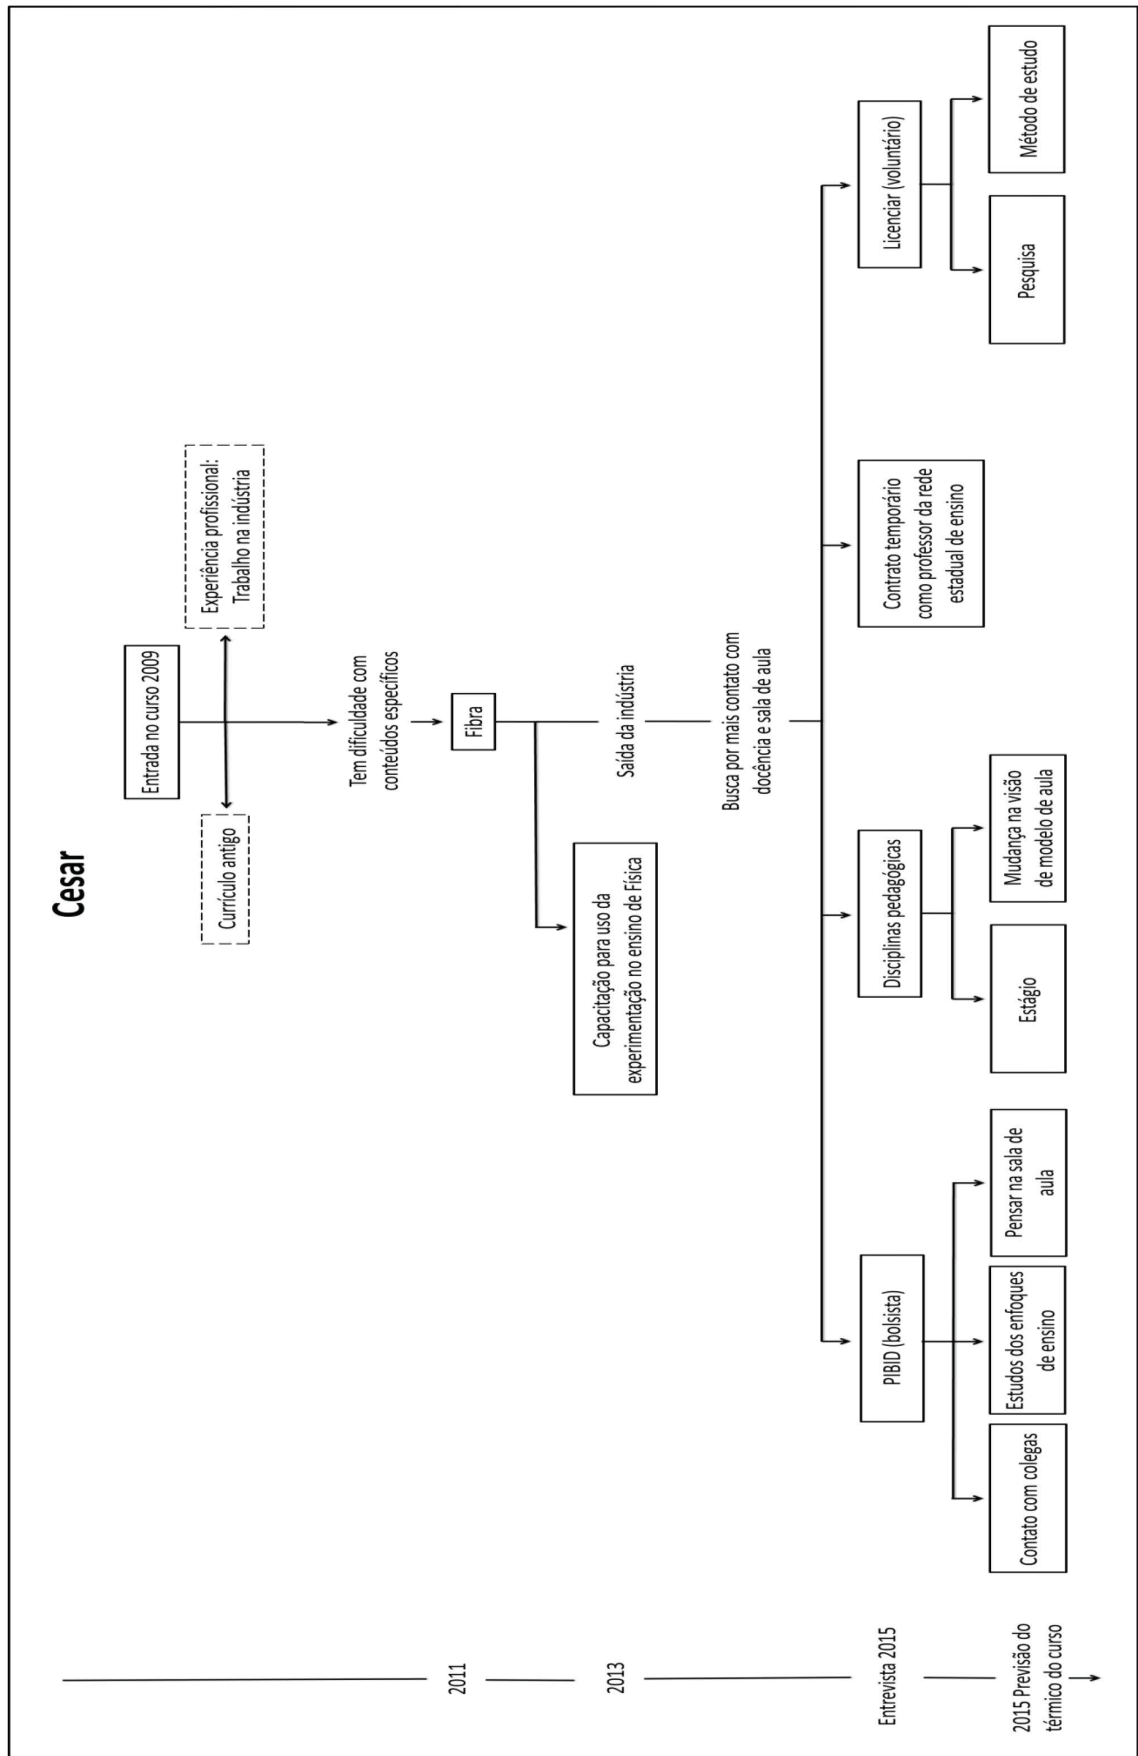 Cesar
Entrada no curso 2009
Currículo antigo
Experiência profissional:
Trabalho na indústria
Tem dificuldade com
conteúdos específicos
2011
Fibra
2013
Capacitação para uso da
experimentação no ensino de Física
Saída da indústria
Busca por mais contato com
docência e sala de aula
Entrevista 2015
PIBID (bolsista)
Disciplinas pedagógicas
Contrato temporário
como professor da rede
estadual de ensino
Licenciar (voluntário)
2015 Previsão do
térmico do curso
Contato com colegas
Estudos dos enfoques
de ensino
Pensar na sala de
aula
Estágio
Mudança na visão
de modelo de aula
Pesquisa
Método de estudo